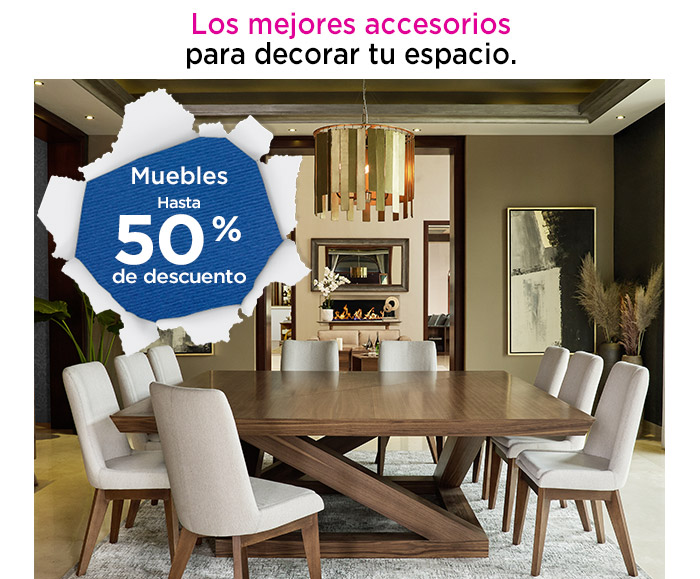 Los mejores accesorios
para decorar tu espacio.
Muebles
Hasta
50%
de descuento